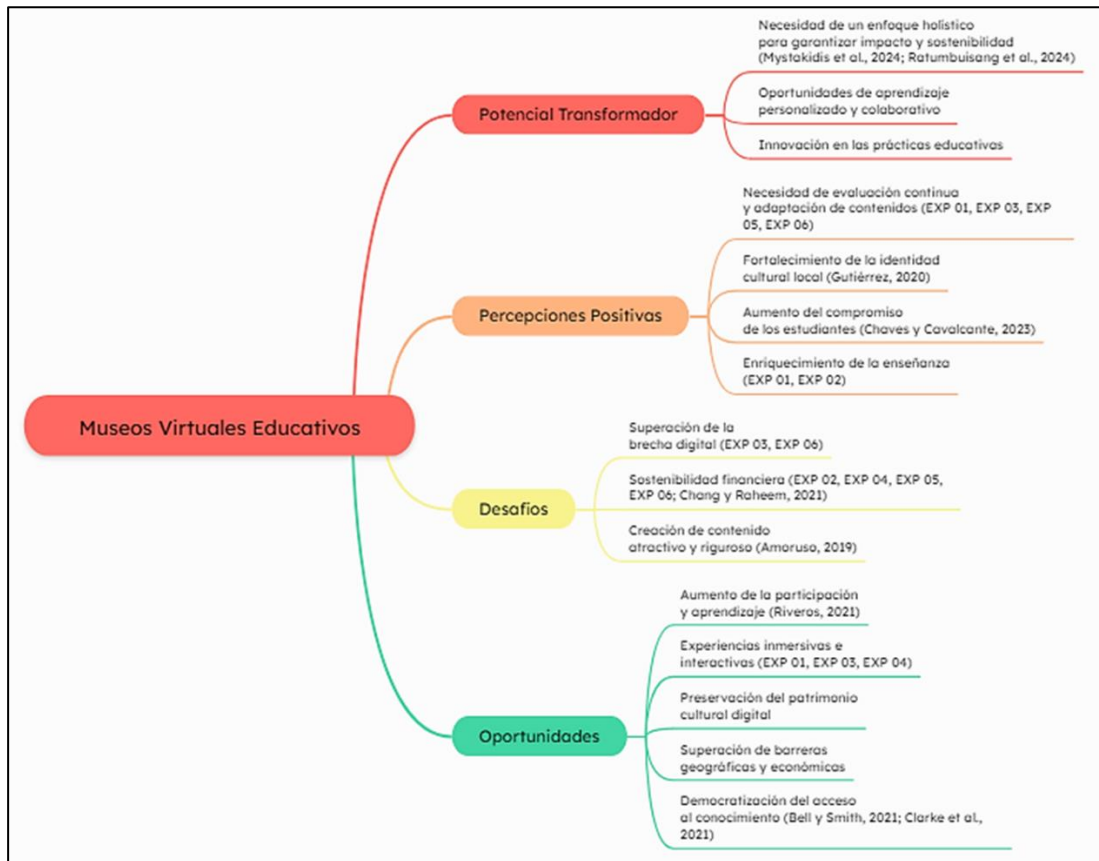 Museos Virtuales Educativos
Potencial Transformador
Necesidad de un enfoque holístico
para garantizar impacto y sostenibilidad
(Mystakidis et al., 2024; Ratumbuisang et al., 2024)
Oportunidades de aprendizaje
personalizado y colaborativo
Innovación en las prácticas educativas
Percepciones Positivas
Necesidad de evaluación continua
y adaptación de contenidos (EXP 01, EXP 03, EXP
05, EXP 06)
Fortalecimiento de la identidad
cultural local (Gutiérrez, 2020)
Aumento del compromiso
de los estudiantes (Chaves y Cavalcante, 2023)
Enriquecimiento de la enseñanza
(EXP 01, EXP 02)
Desafíos
Superación de la
brecha digital (EXP 03, EXP 06)
Sostenibilidad financiera (EXP 02, EXP 04, EXP 05,
EXP 06; Chang y Raheem, 2021)
Creación de contenido
atractivo y riguroso (Amoruso, 2019)
Oportunidades
Aumento de la participación
y aprendizaje (Riveros, 2021)
Experiencias inmersivas e
interactivas (EXP 01, EXP 03, EXP 04)
Preservación del patrimonio
cultural digital
Superación de barreras
geográficas y económicas
Democratización del acceso
al conocimiento (Bell y Smith, 2021; Clarke et al.,
2021)